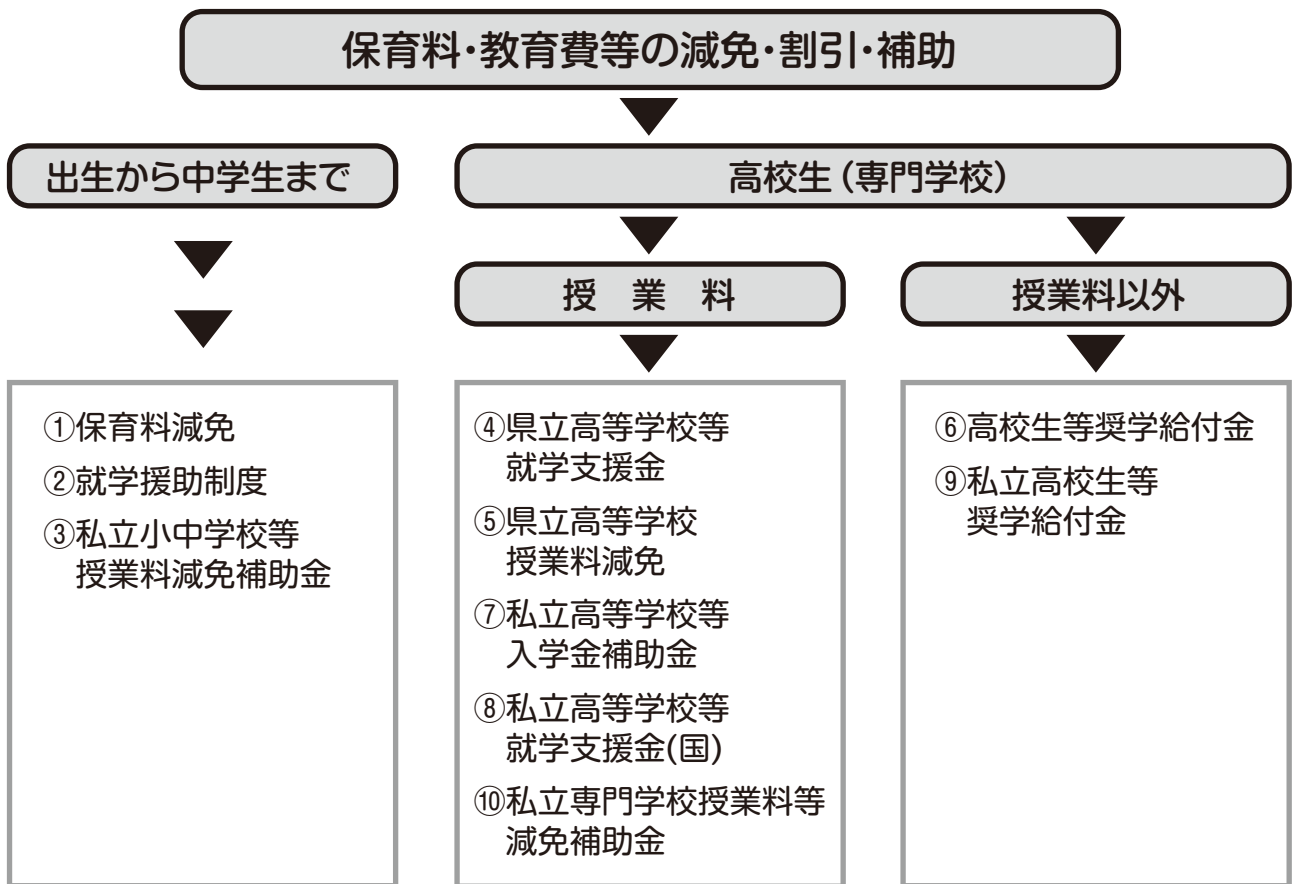 保育料・教育費等の減免・割引・補助
出生から中学生まで
高校生（専門学校）
授　業　料
授業料以外
①保育料減免
②就学援助制度
③私立小中学校等
授業料減免補助金
④県立高等学校等
就学支援金
⑤県立高等学校
授業料減免
⑦私立高等学校等
入学金補助金
⑧私立高等学校等
就学支援金(国)
⑩私立専門学校授業料等
減免補助金
⑥高校生等奨学給付金
⑨私立高校生等
奨学給付金